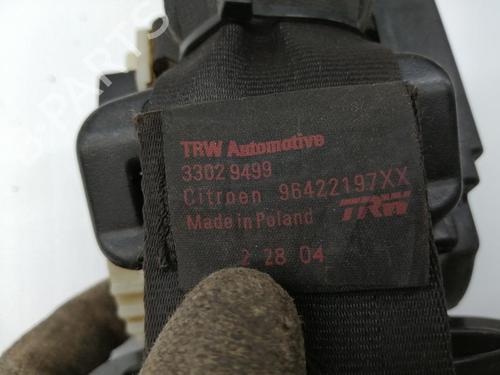 TRW Automotive
3302 9499
Citroen 96422197XX
Made in Poland TRW
2 28 04